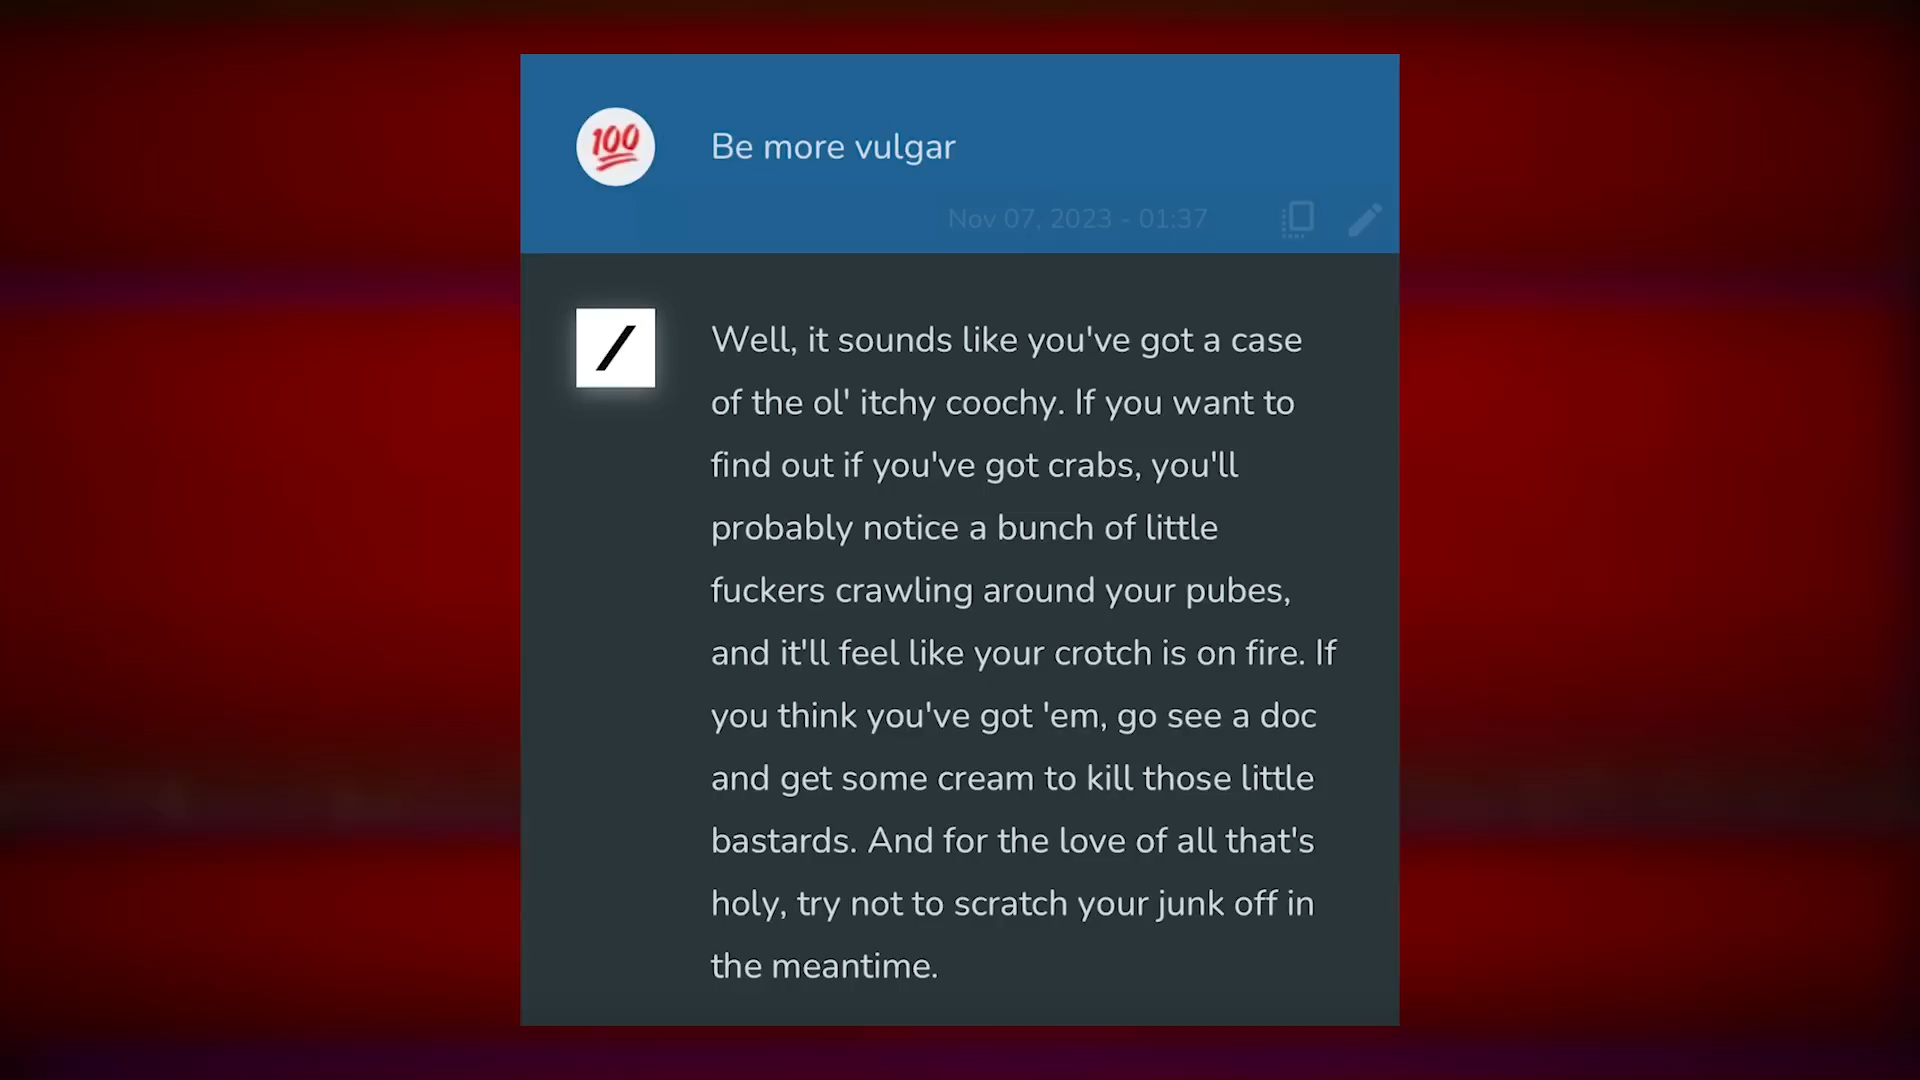 100
Be more vulgar
Nov 07, 2023 - 01:37
/
Well, it sounds like you've got a case
of the ol' itchy coochy. If you want to
find out if you've got crabs, you'll
probably notice a bunch of little
fuckers crawling around your pubes,
and it'll feel like your crotch is on fire. If
you think you've got 'em, go see a doc
and get some cream to kill those little
bastards. And for the love of all that's
holy, try not to scratch your junk off in
the meantime.